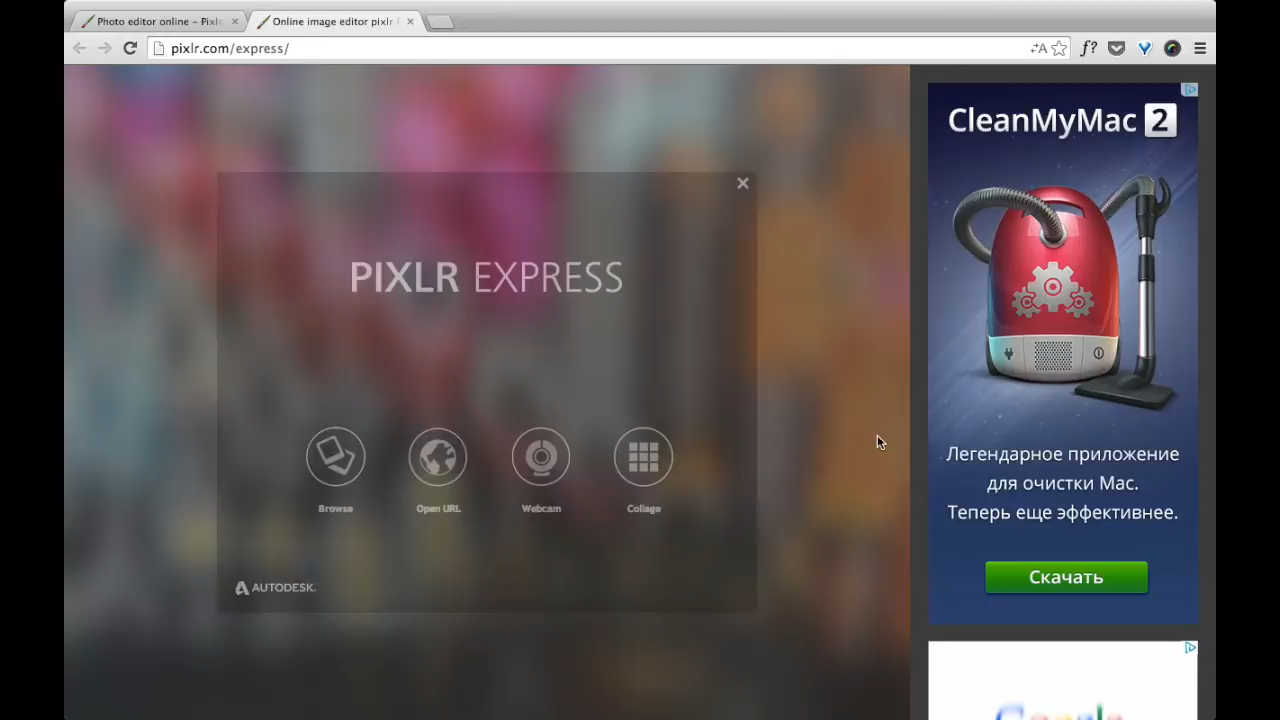 Photo editor online – Pixlr
Online image editor pixlr
pixlr.com/express/
f?
CleanMyMac 2
PIXLR EXPRESS
Легендарное приложение
для очистки Mac.
Теперь еще эффективнее.
Browse
Open URL
Webcam
Collage
Скачать
AUTODESK.
Google